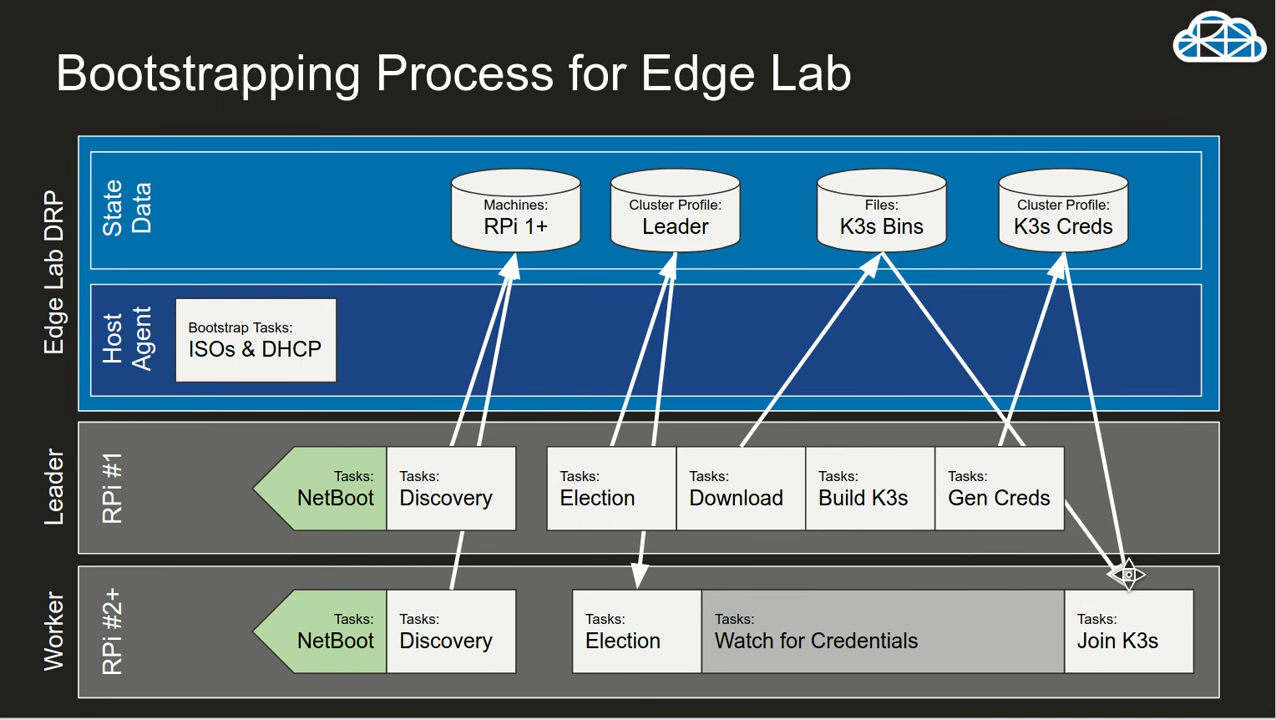 Bootstrapping Process for Edge Lab
Edge Lab DRP
State
Data
Machines:
RPi 1+
Cluster Profile:
Leader
Files:
K3s Bins
Cluster Profile:
K3s Creds
Host
Agent
Bootstrap Tasks:
ISOs & DHCP
Leader
RPi #1
Tasks:
NetBoot
Tasks:
Discovery
Tasks:
Election
Tasks:
Download
Tasks:
Build K3s
Tasks:
Gen Creds
Worker
RPi #2+
Tasks:
NetBoot
Tasks:
Discovery
Tasks:
Election
Tasks:
Watch for Credentials
Tasks:
Join K3s